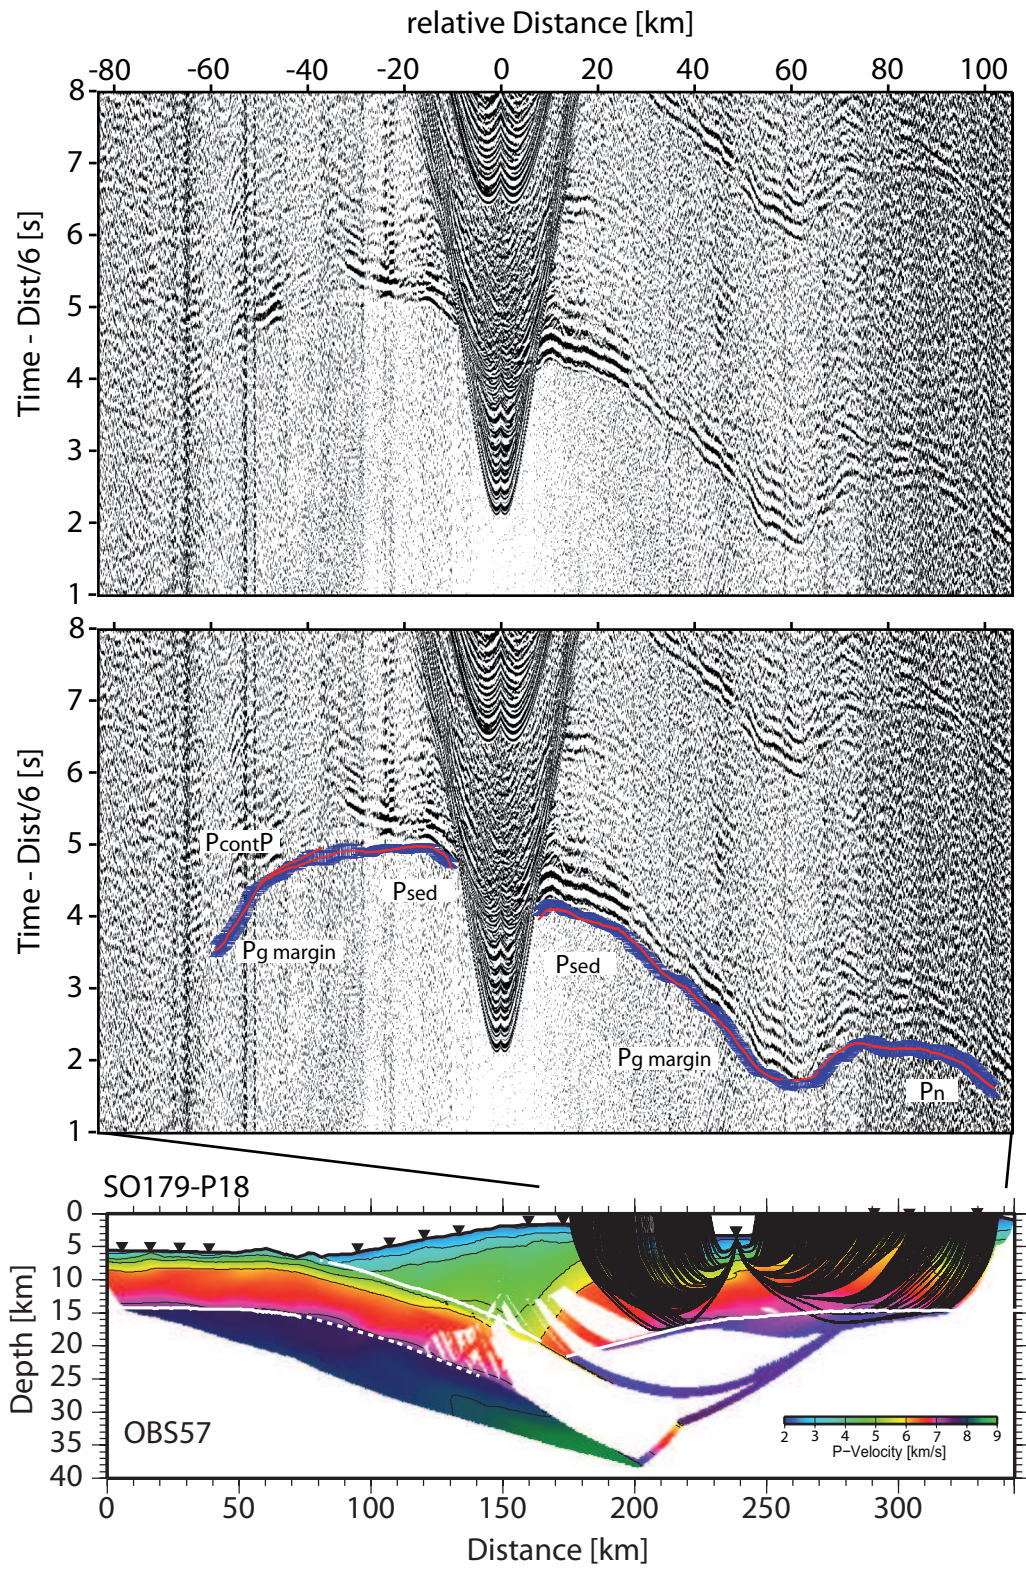 relative Distance [km]
-80 -60 -40 -20 0 20 40 60 80 100
8
7
6
5
4
3
2
1
Time - Dist/6 [s]
8
7
6
5
4
3
2
1
Time - Dist/6 [s]
PcontP
Psed
Pg margin
Psed
Pg margin
Pn
SO179-P18
0
5
10
15
20
25
30
35
40
Depth [km]
OBS57
2 3 4 5 6 7 8 9
P-Velocity [km/s]
0 50 100 150 200 250 300
Distance [km]